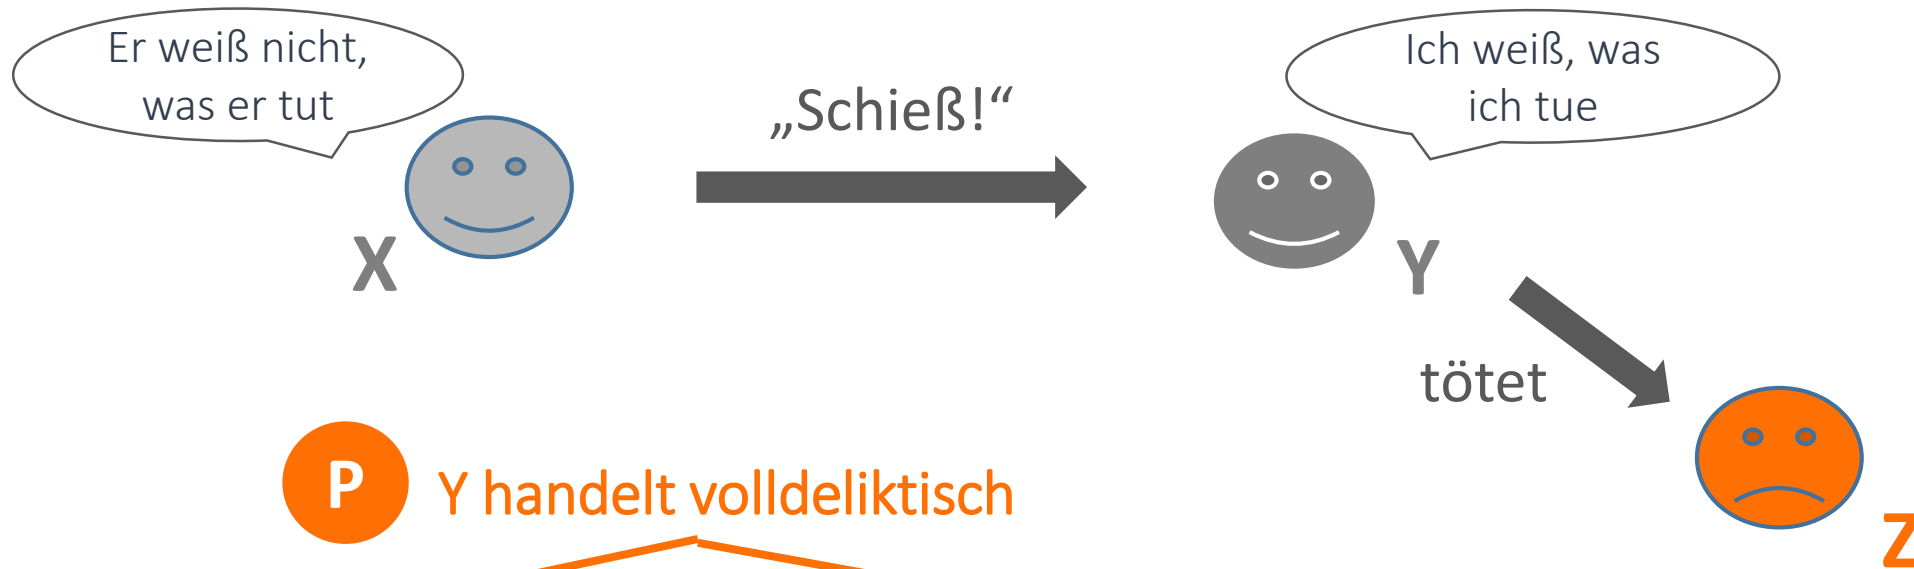 Er weiß nicht,
was er tut
„Schieß!“
Ich weiß, was
ich tue
X
Y
tötet
P
Y handelt volldeliktisch
Z